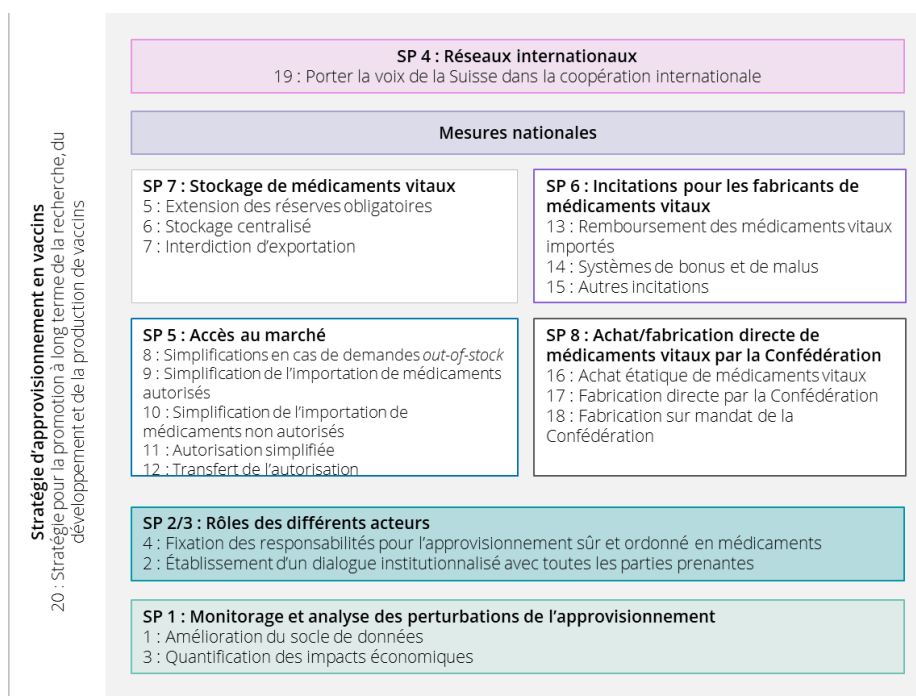 Stratégie d’approvisionnement en vaccins
20 : Stratégie pour la promotion à long terme de la recherche, du
développement et de la production de vaccins
SP 4 : Réseaux internationaux
19 : Porter la voix de la Suisse dans la coopération internationale
Mesures nationales
SP 7 : Stockage de médicaments vitaux
5 : Extension des réserves obligatoires
6 : Stockage centralisé
7 : Interdiction d’exportation
SP 6 : Incitations pour les fabricants de
médicaments vitaux
13 : Remboursement des médicaments vitaux
importés
14 : Systèmes de bonus et de malus
15 : Autres incitations
SP 5 : Accès au marché
8 : Simplifications en cas de demandes out-of-stock
9 : Simplification de l’importation de médicaments
autorisés
10 : Simplification de l’importation de
médicaments non autorisés
11 : Autorisation simplifiée
12 : Transfert de l’autorisation
SP 8 : Achat/fabrication directe de
médicaments vitaux par la Confédération
16 : Achat étatique de médicaments vitaux
17 : Fabrication directe par la Confédération
18 : Fabrication sur mandat de la
Confédération
SP 2/3 : Rôles des différents acteurs
4 : Fixation des responsabilités pour l’approvisionnement sûr et ordonné en médicaments
2 : Établissement d’un dialogue institutionnalisé avec toutes les parties prenantes
SP 1 : Monitorage et analyse des perturbations de l’approvisionnement
1 : Amélioration du socle de données
3 : Quantification des impacts économiques